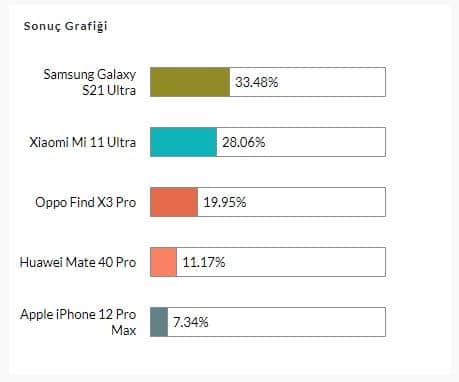 Sonuç Grafiği
Samsung Galaxy
S21 Ultra
33.48%
Xiaomi Mi 11 Ultra
28.06%
Oppo Find X3 Pro
19.95%
Huawei Mate 40 Pro
11.17%
Apple iPhone 12 Pro
Max
7.34%